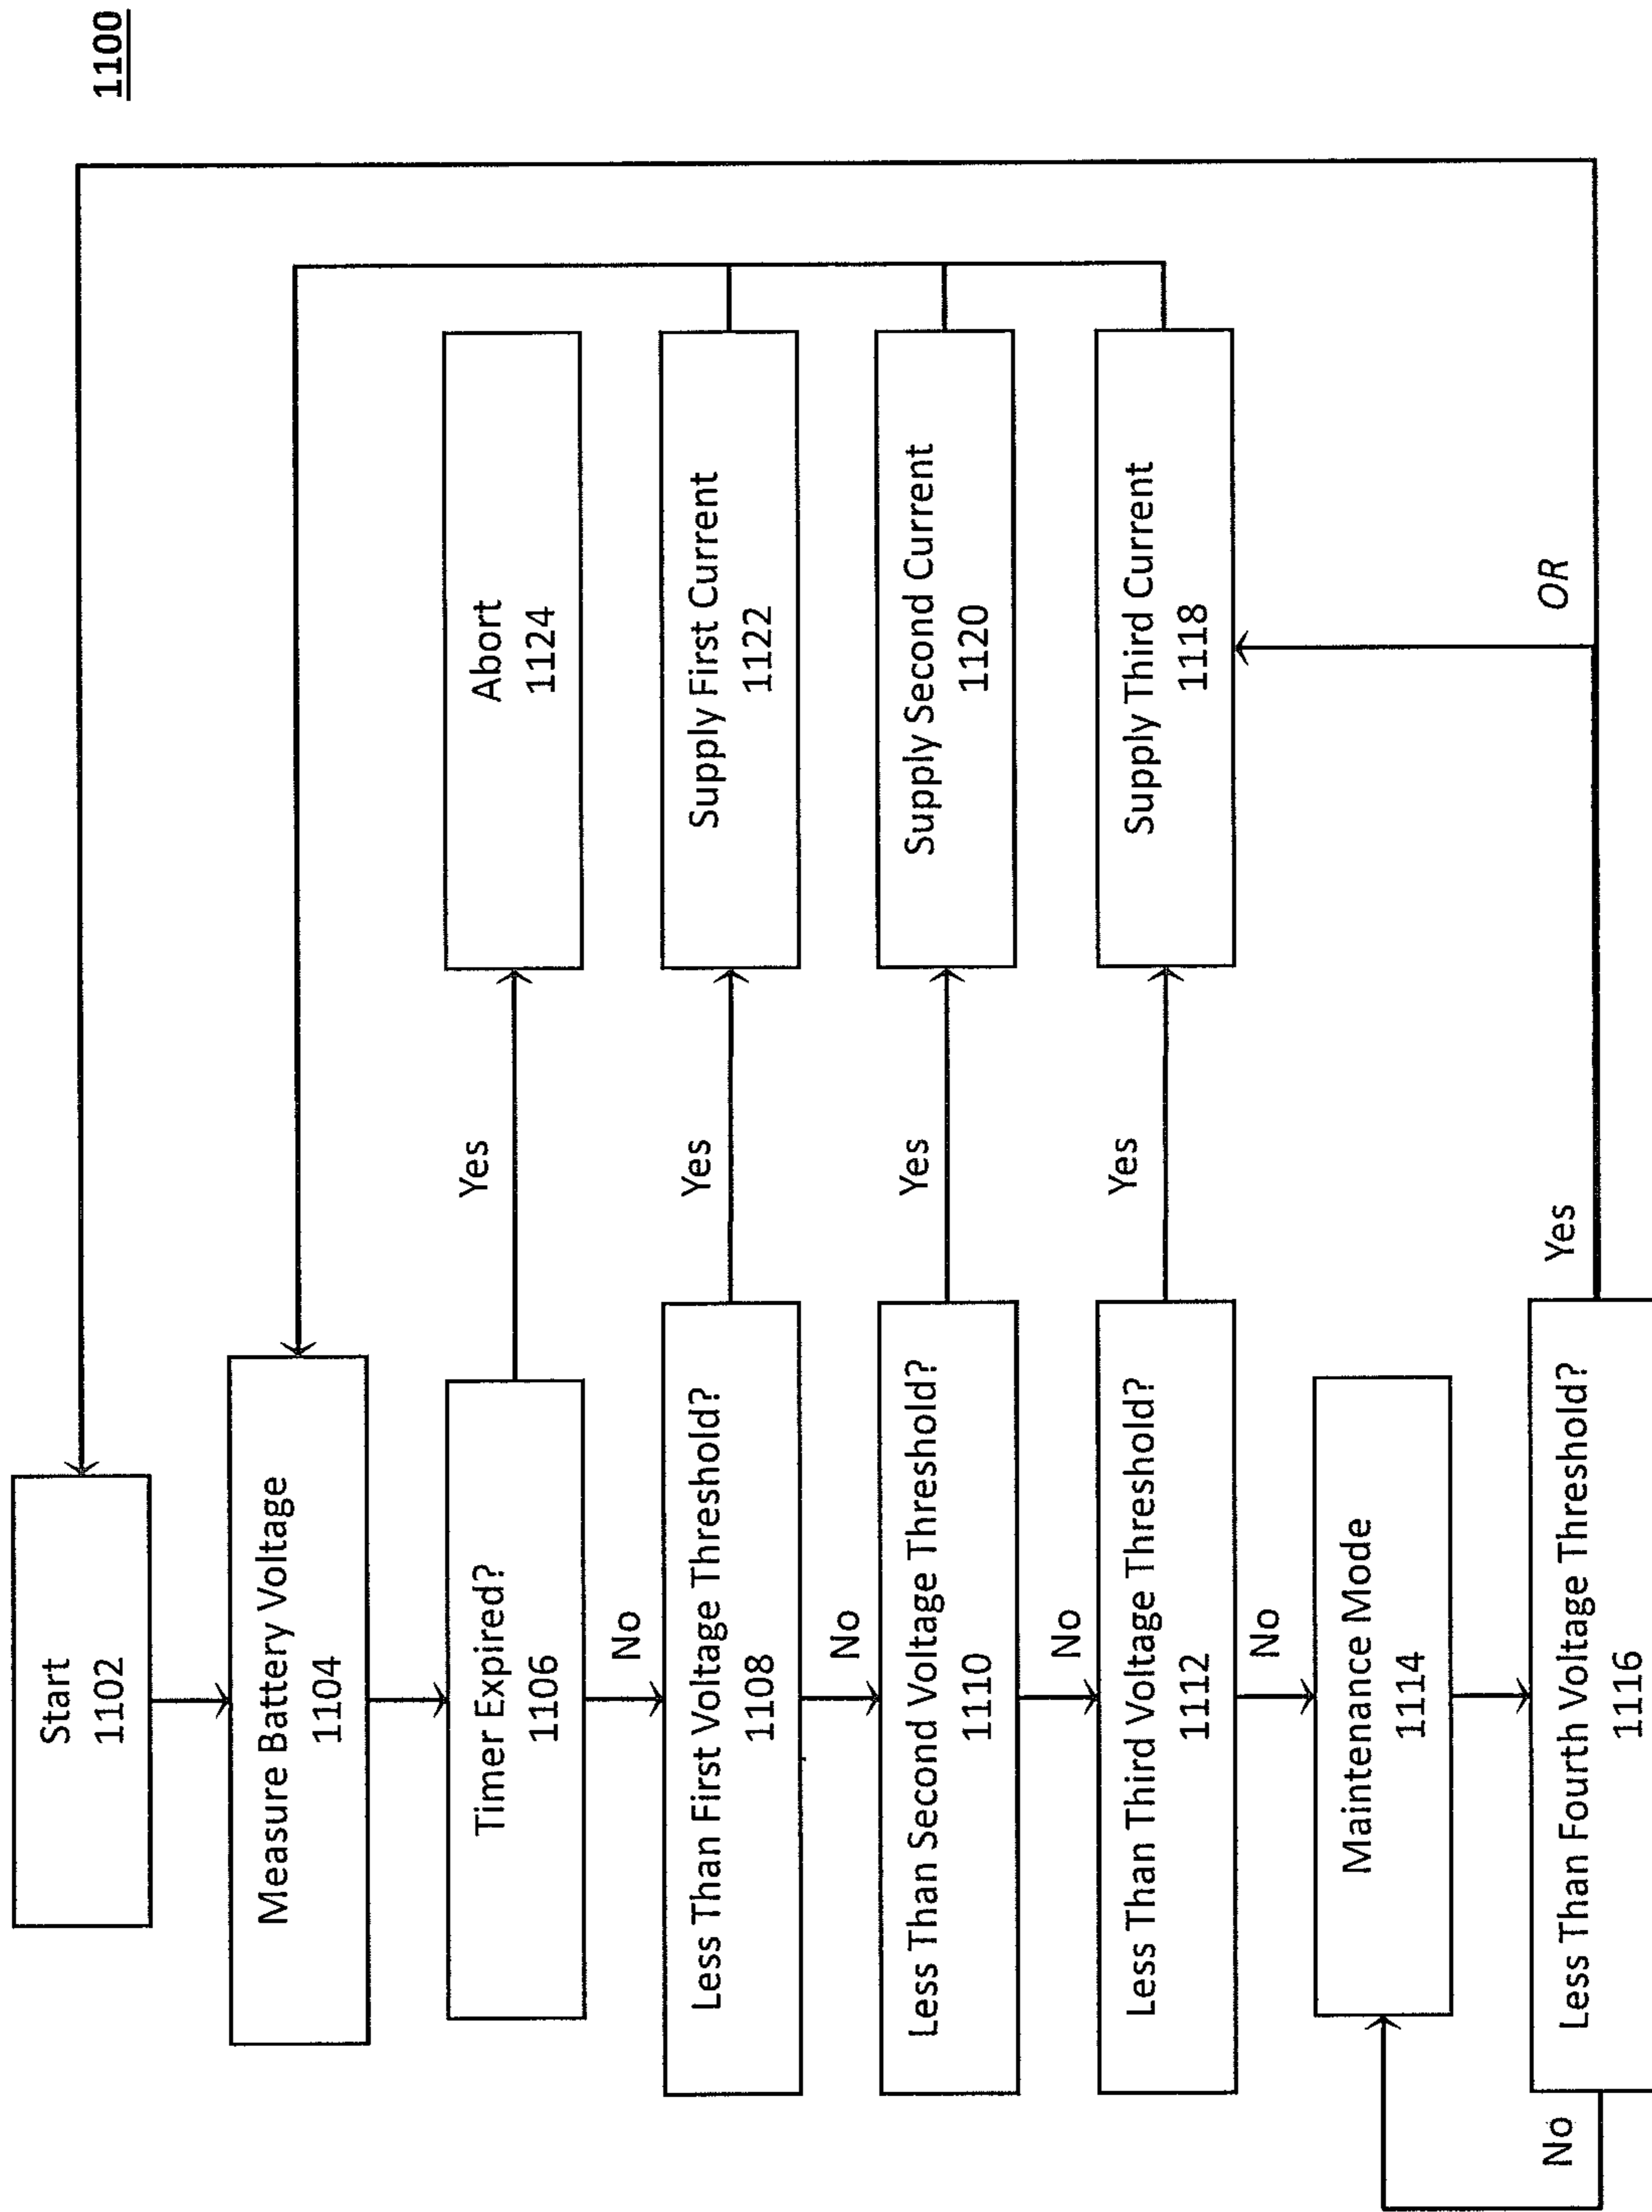 1100
Start
1102
Measure Battery Voltage
1104
Timer Expired?
1106
Yes
Abort
1124
No
Less Than First Voltage Threshold?
1108
Yes
Supply First Current
1122
No
Less Than Second Voltage Threshold?
1110
Yes
Supply Second Current
1120
No
Less Than Third Voltage Threshold?
1112
Yes
Supply Third Current
1118
No
Maintenance Mode
1114
Less Than Fourth Voltage Threshold?
1116
No
Yes
OR